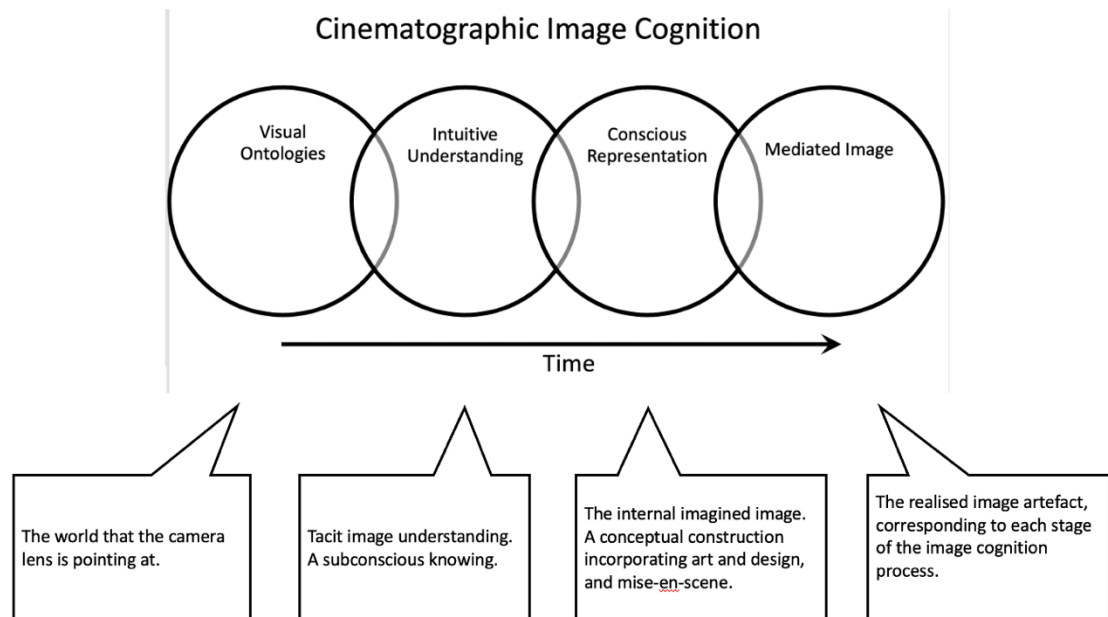 Cinematographic Image Cognition
Visual
Ontologies
Intuitive
Understanding
Conscious
Representation
Mediated Image
Time
The world that the camera
lens is pointing at.
Tacit image understanding.
A subconscious knowing.
The internal imagined image.
A conceptual construction
incorporating art and design,
and mise-en-scene.
The realised image artefact,
corresponding to each stage
of the image cognition
process.